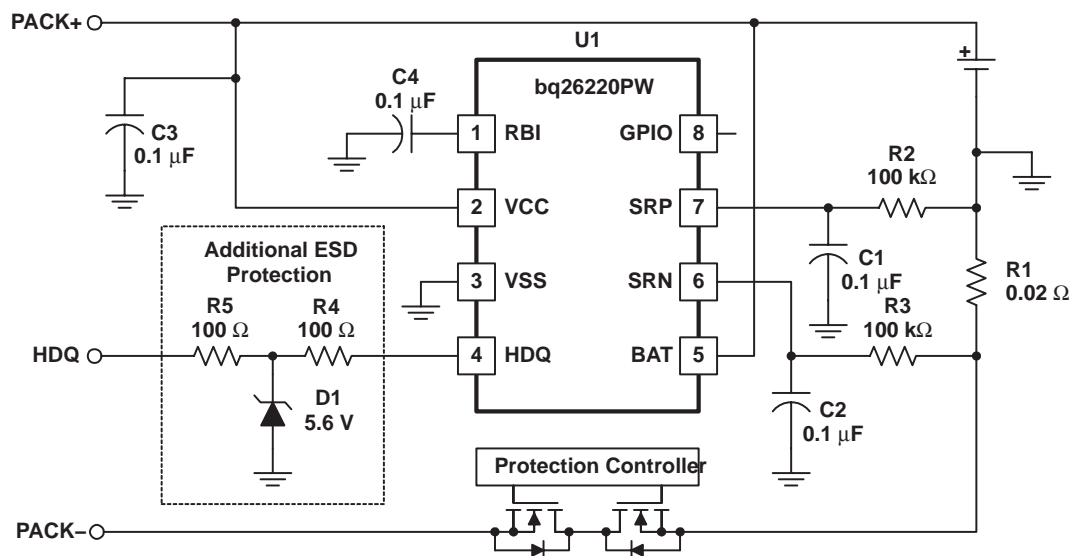 PACK+
U1
bq26220PW
C4
0.1 µF
C3
0.1 µF
1
RBI
GPIO
8
2
VCC
SRP
7
3
VSS
SRN
6
4
HDQ
BAT
5
R2
100 kΩ
C1
0.1 µF
R1
0.02 Ω
R3
100 kΩ
C2
0.1 µF
Additional ESD
Protection
R5
100 Ω
R4
100 Ω
HDQ
D1
5.6 V
Protection Controller
PACK–
+